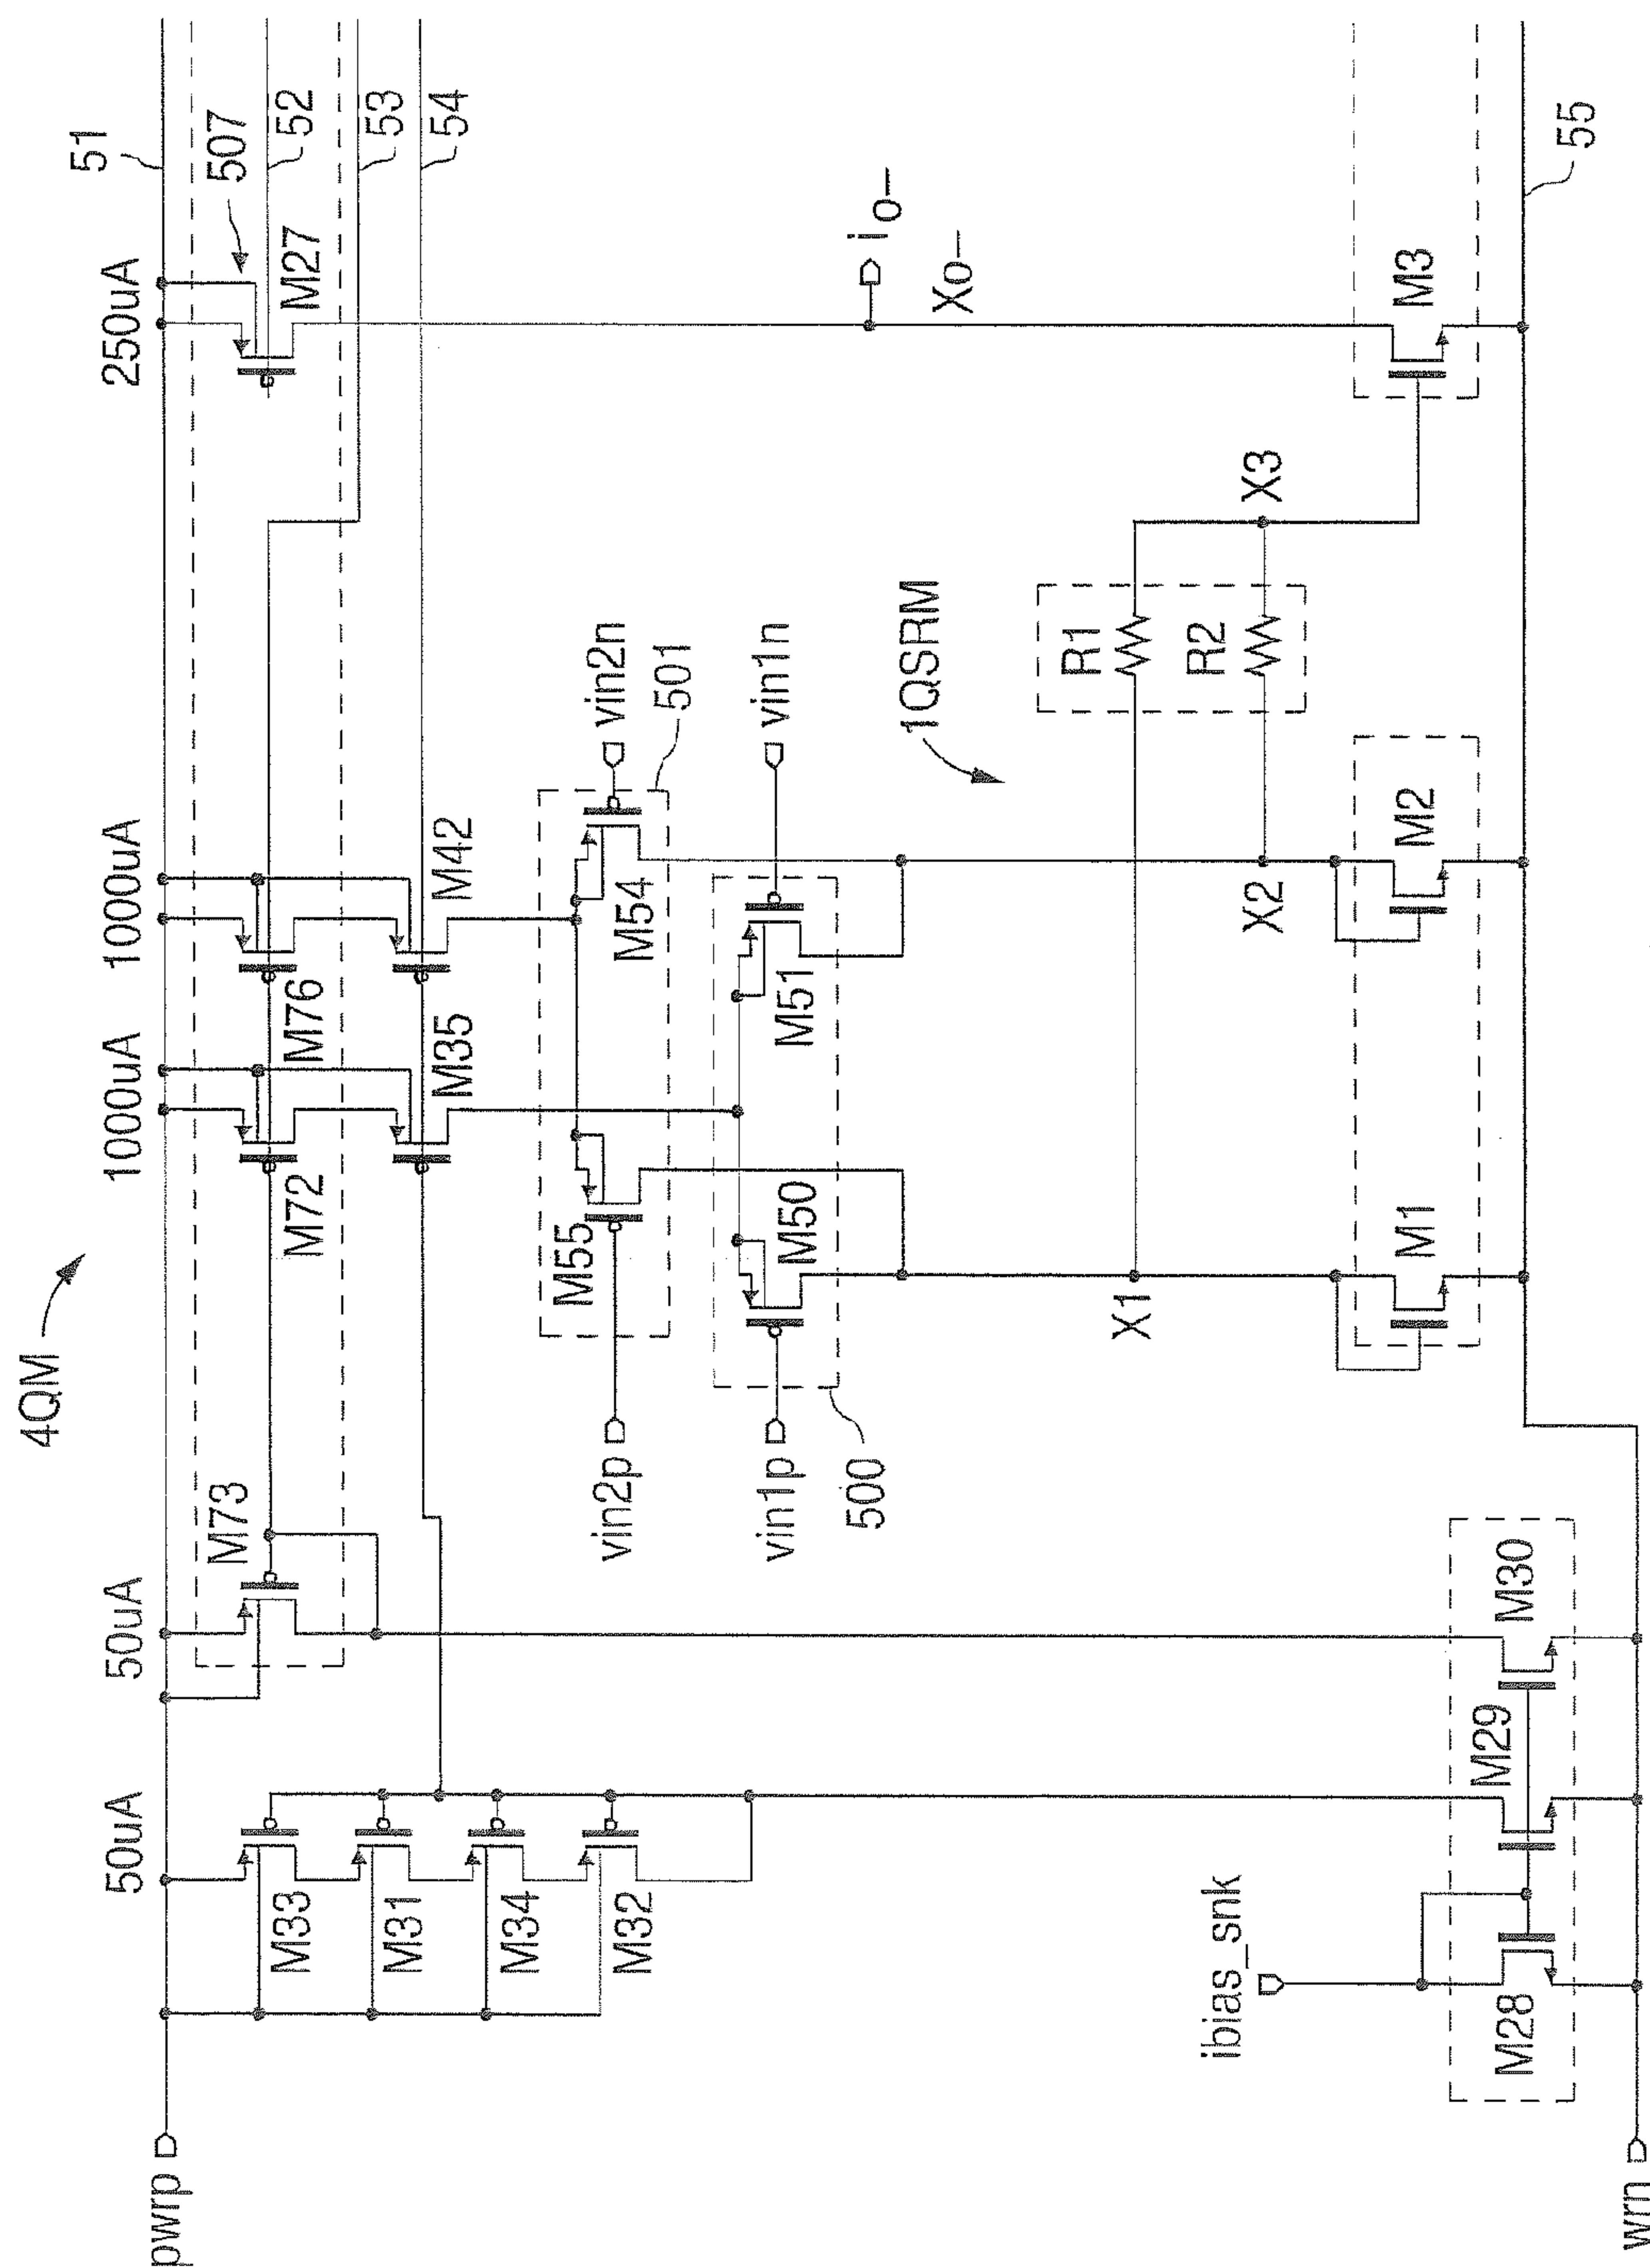 4QM
51
50uA
50uA
1000uA
1000uA
250uA
507
M33
M31
M34
M32
M73
M72
M76
M27
52
53
54
M35
M42
vin2p
M55
M54
vin2n
501
vin1p
M50
M51
vin1n
500
1QSRM
io-
Xo-
R1
R2
X1
X2
X3
M1
M2
M3
55
ibias_snk
M28
M29
M30
pwrp
wrn